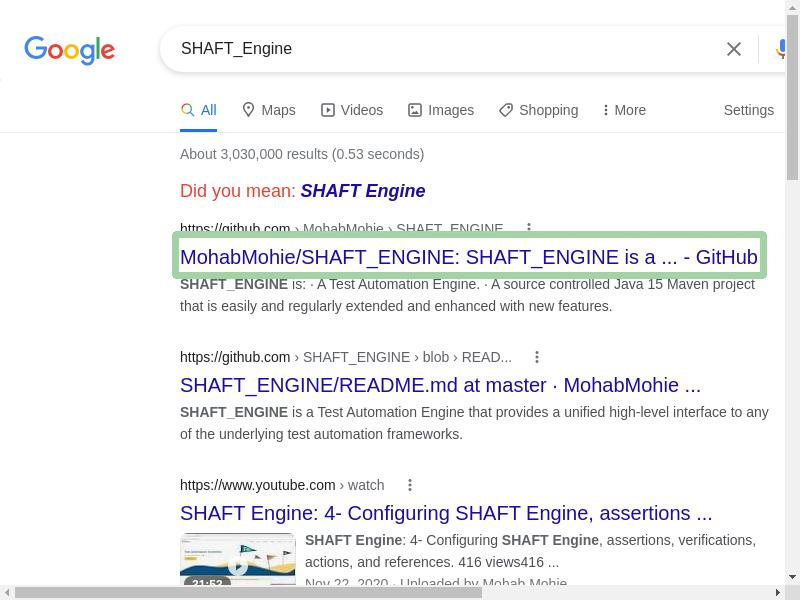 Google
SHAFT_Engine
All Maps Videos Images Shopping More Settings
About 3,030,000 results (0.53 seconds)
Did you mean: SHAFT Engine
https://github.com › MohabMohie › SHAFT_ENGINE
MohabMohie/SHAFT_ENGINE: SHAFT_ENGINE is a ... - GitHub
SHAFT_ENGINE is: · A Test Automation Engine. · A source controlled Java 15 Maven project
that is easily and regularly extended and enhanced with new features.
https://github.com › SHAFT_ENGINE › blob › READ...
SHAFT_ENGINE/README.md at master · MohabMohie ...
SHAFT_ENGINE is a Test Automation Engine that provides a unified high-level interface to any
of the underlying test automation frameworks.
https://www.youtube.com › watch
SHAFT Engine: 4- Configuring SHAFT Engine, assertions ...
SHAFT Engine: 4- Configuring SHAFT Engine, assertions, verifications,
actions, and references. 416 views416 ...
21:52
Nov 22, 2020 · Uploaded by Mohab Mohie